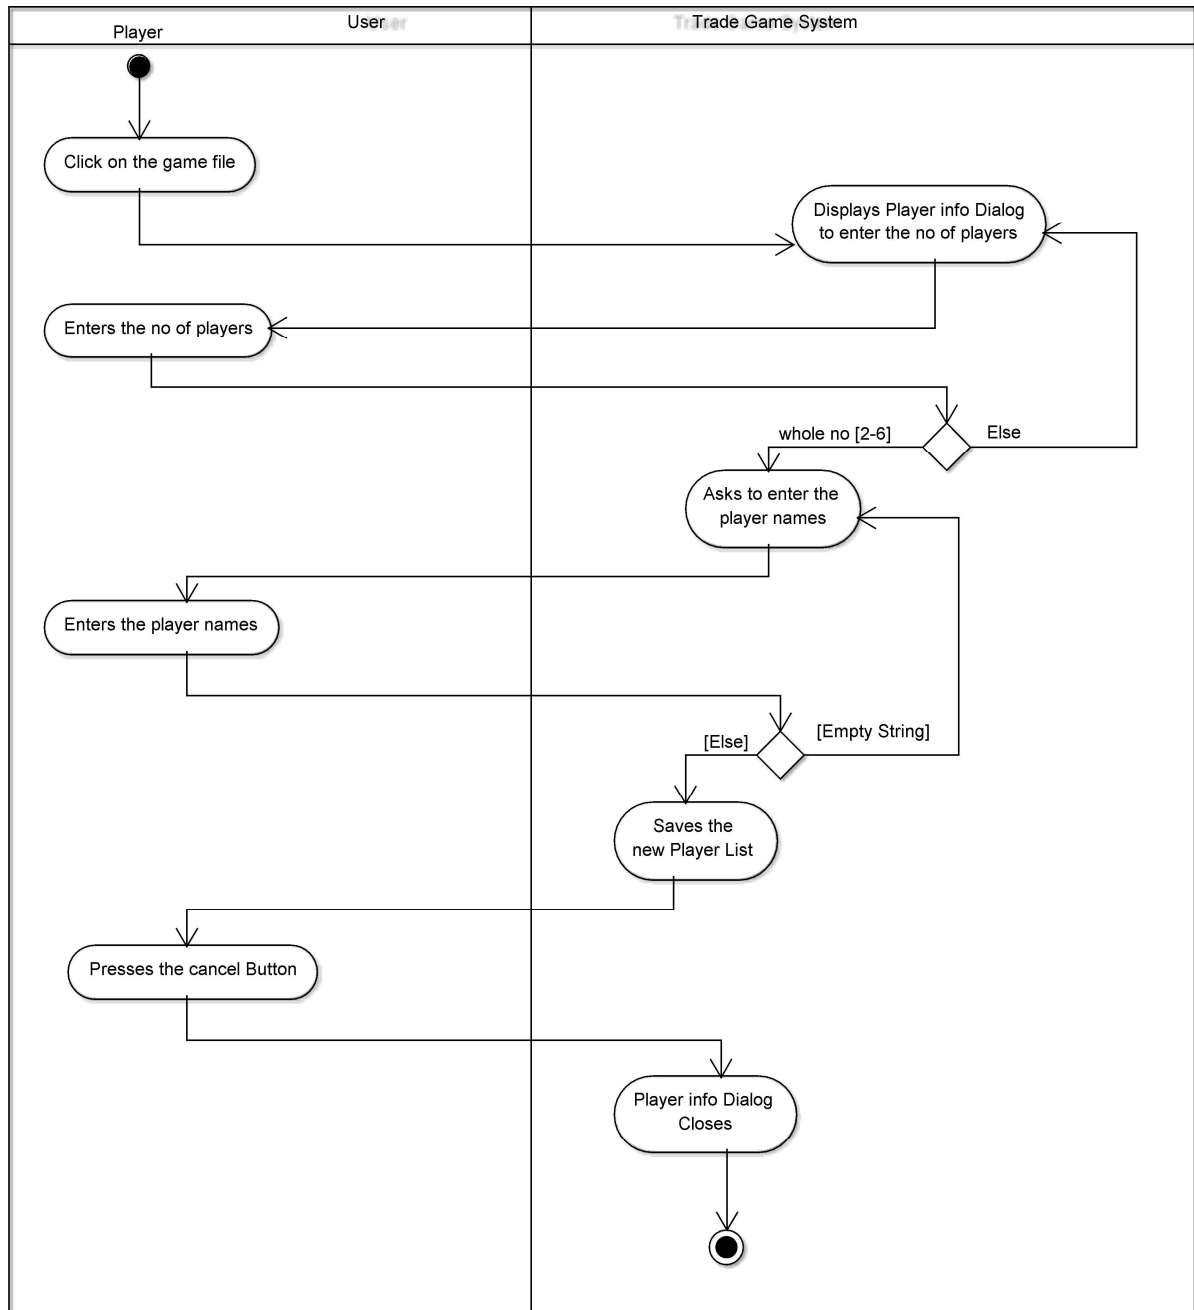 User
Trade Game System
Player
Click on the game file
Displays Player info Dialog
to enter the no of players
Enters the no of players
whole no [2-6]
Else
Asks to enter the
player names
Enters the player names
[Else]
[Empty String]
Saves the
new Player List
Presses the cancel Button
Player info Dialog
Closes